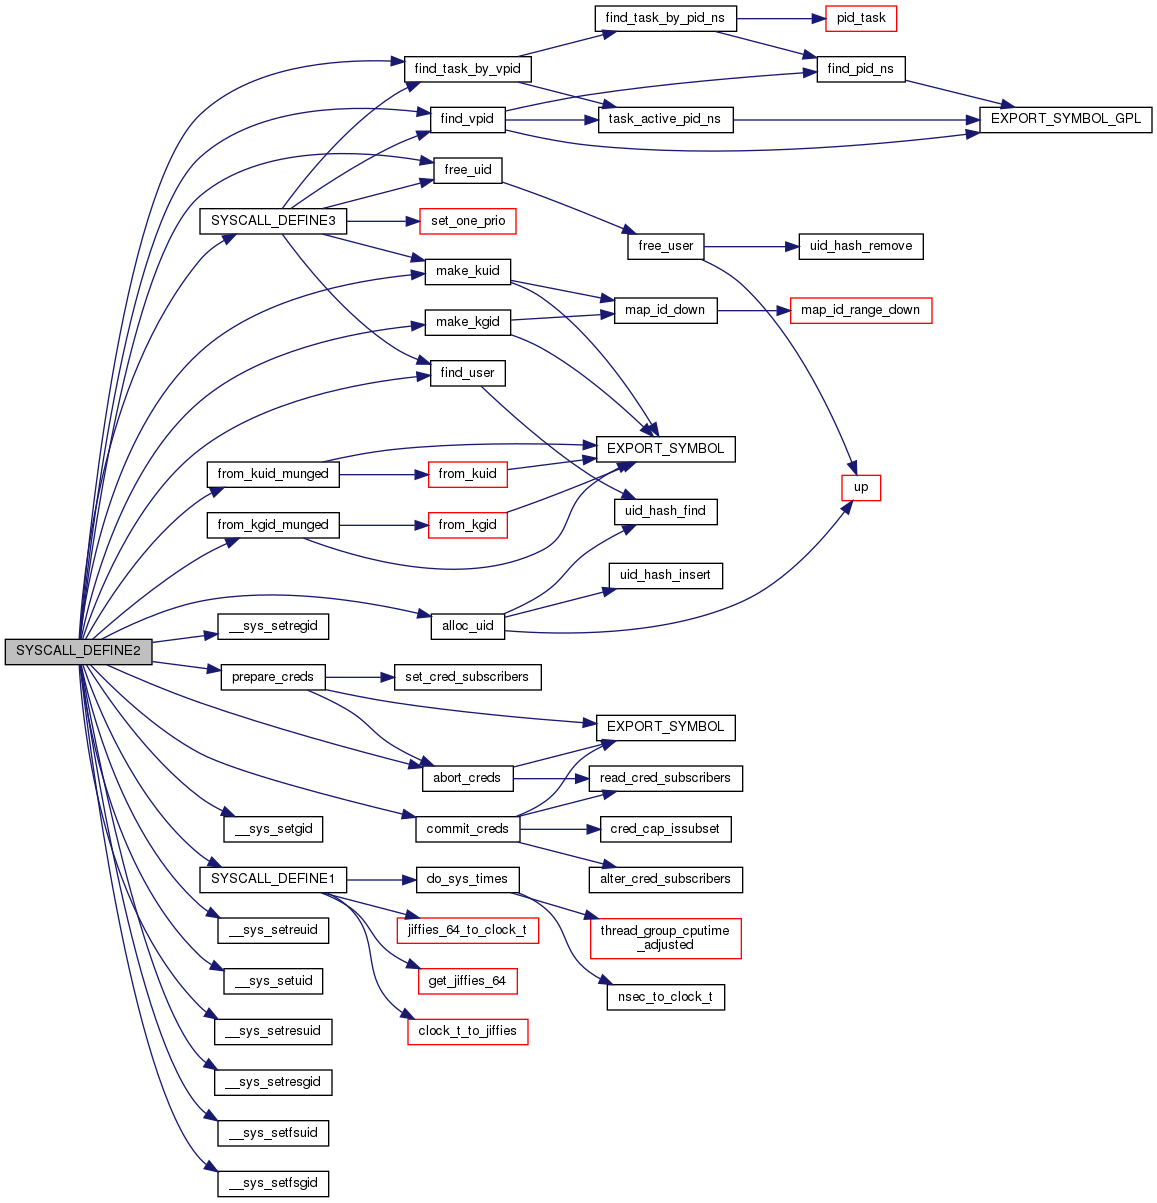 find_task_by_pid_ns
pid_task
find_task_by_vpid
find_pid_ns
find_vpid
task_active_pid_ns
EXPORT_SYMBOL_GPL
free_uid
SYSCALL_DEFINE3
set_one_prio
free_user
uid_hash_remove
make_kuid
map_id_down
map_id_range_down
make_kgid
find_user
EXPORT_SYMBOL
from_kuid_munged
from_kuid
up
uid_hash_find
from_kgid_munged
from_kgid
uid_hash_insert
__sys_setregid
alloc_uid
SYSCALL_DEFINE2
prepare_creds
set_cred_subscribers
EXPORT_SYMBOL
abort_creds
read_cred_subscribers
__sys_setgid
commit_creds
cred_cap_issubset
SYSCALL_DEFINE1
do_sys_times
alter_cred_subscribers
__sys_setreuid
jiffies_64_to_clock_t
thread_group_cputime
_adjusted
__sys_setuid
get_jiffies_64
nsec_to_clock_t
__sys_setresuid
clock_t_to_jiffies
__sys_setresgid
__sys_setfsuid
__sys_setfsgid